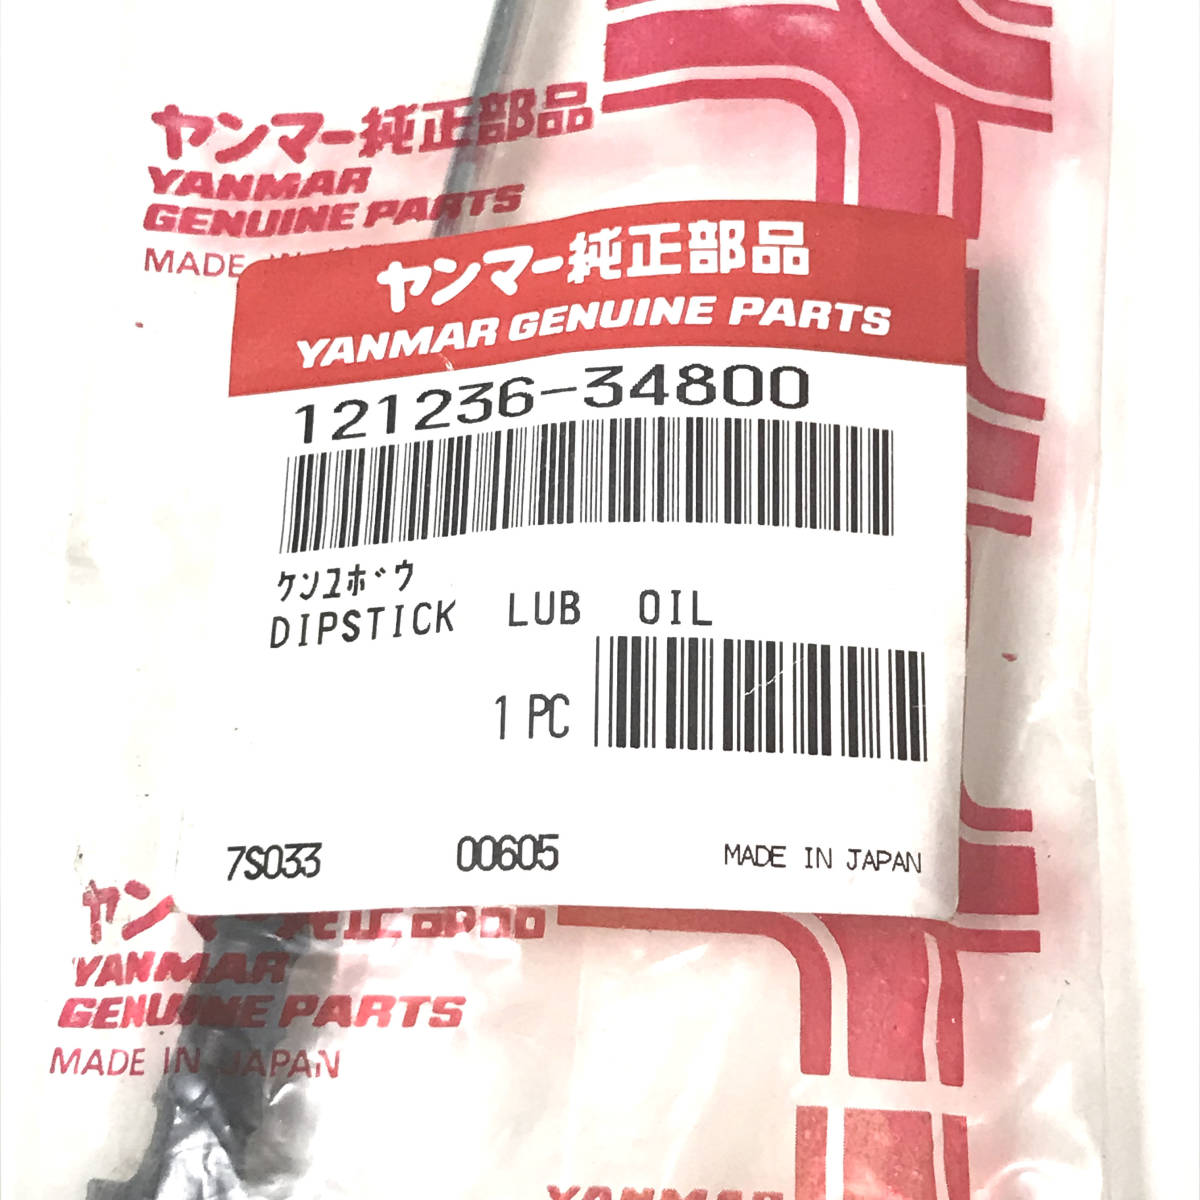 ヤンマー純正部品
YANMAR
GENUINE PARTS
MADE
ヤンマー純正部品
YANMAR GENUINE PARTS
121236-34800
ケンユボウ
DIPSTICK LUB OIL
1 PC
7S033 00605 MADE IN JAPAN
YANMAR
GENUINE PARTS
MADE IN JAPAN
YANMAR